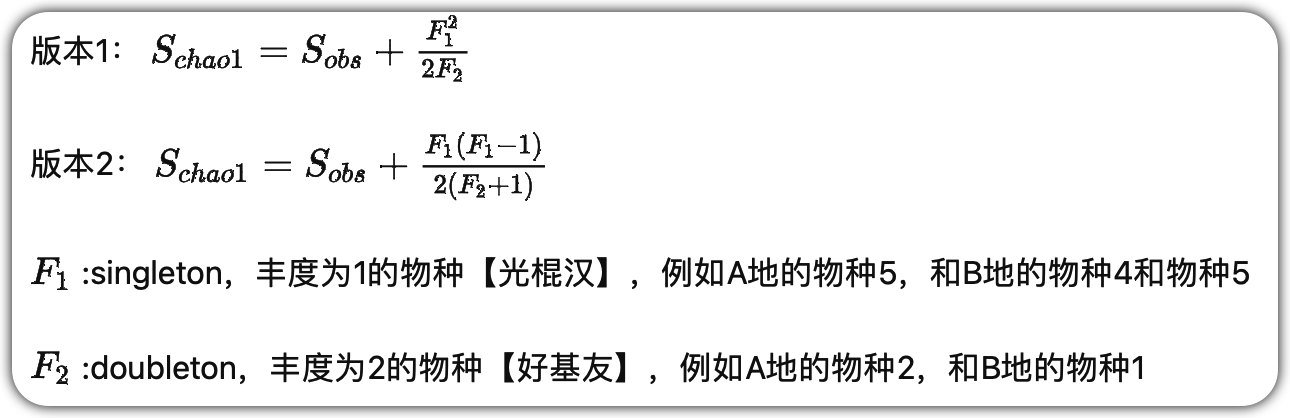 版本1: $S_{chao1} = S_{obs} + \frac{F_1^2}{2F_2}$
版本2: $S_{chao1} = S_{obs} + \frac{F_1(F_1-1)}{2(F_2+1)}$
$F_1$ :singleton，丰度为1的物种【光棍汉】，例如A地的物种5，和B地的物种4和物种5
$F_2$ :doubleton，丰度为2的物种【好基友】，例如A地的物种2，和B地的物种1